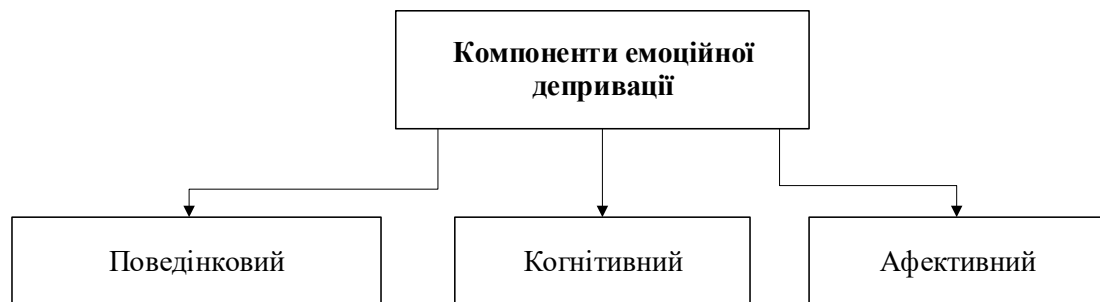 Компоненти емоційної
депривації
Поведінковий
Когнітивний
Афективний